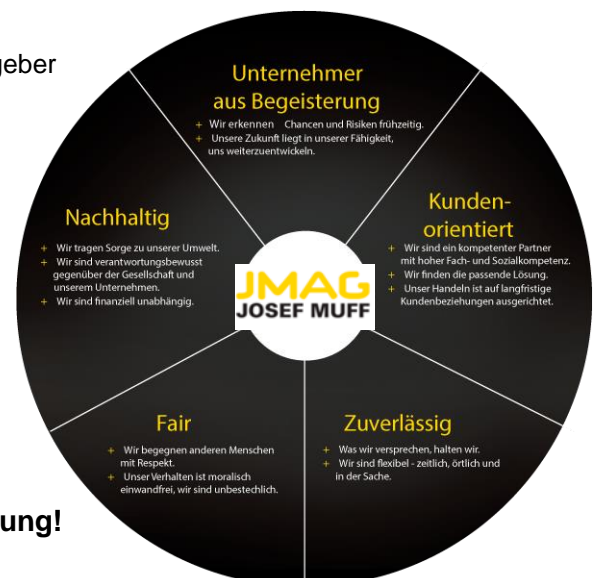 geber
Unternehmer
aus Begeisterung
+ Wir erkennen Chancen und Risiken frühzeitig.
+ Unsere Zukunft liegt in unserer Fähigkeit,
uns weiterzuentwickeln.
Kunden-
orientiert
+ Wir sind ein kompetenter Partner
mit hoher Fach- und Sozialkompetenz.
+ Wir finden die passende Lösung.
+ Unser Handeln ist auf langfristige
Kundenbeziehungen ausgerichtet.
Nachhaltig
+ Wir tragen Sorge zu unserer Umwelt.
+ Wir sind verantwortungsbewusst
gegenüber der Gesellschaft und
unserem Unternehmen.
+ Wir sind finanziell unabhängig.
JMAG
JOSEF MUFF
Fair
+ Wir begegnen anderen Menschen
mit Respekt.
+ Unser Verhalten ist moralisch
einwandfrei, wir sind unbestechlich.
Zuverlässig
+ Was wir versprechen, halten wir.
+ Wir sind flexibel - zeitlich, örtlich und
in der Sache.
ung!